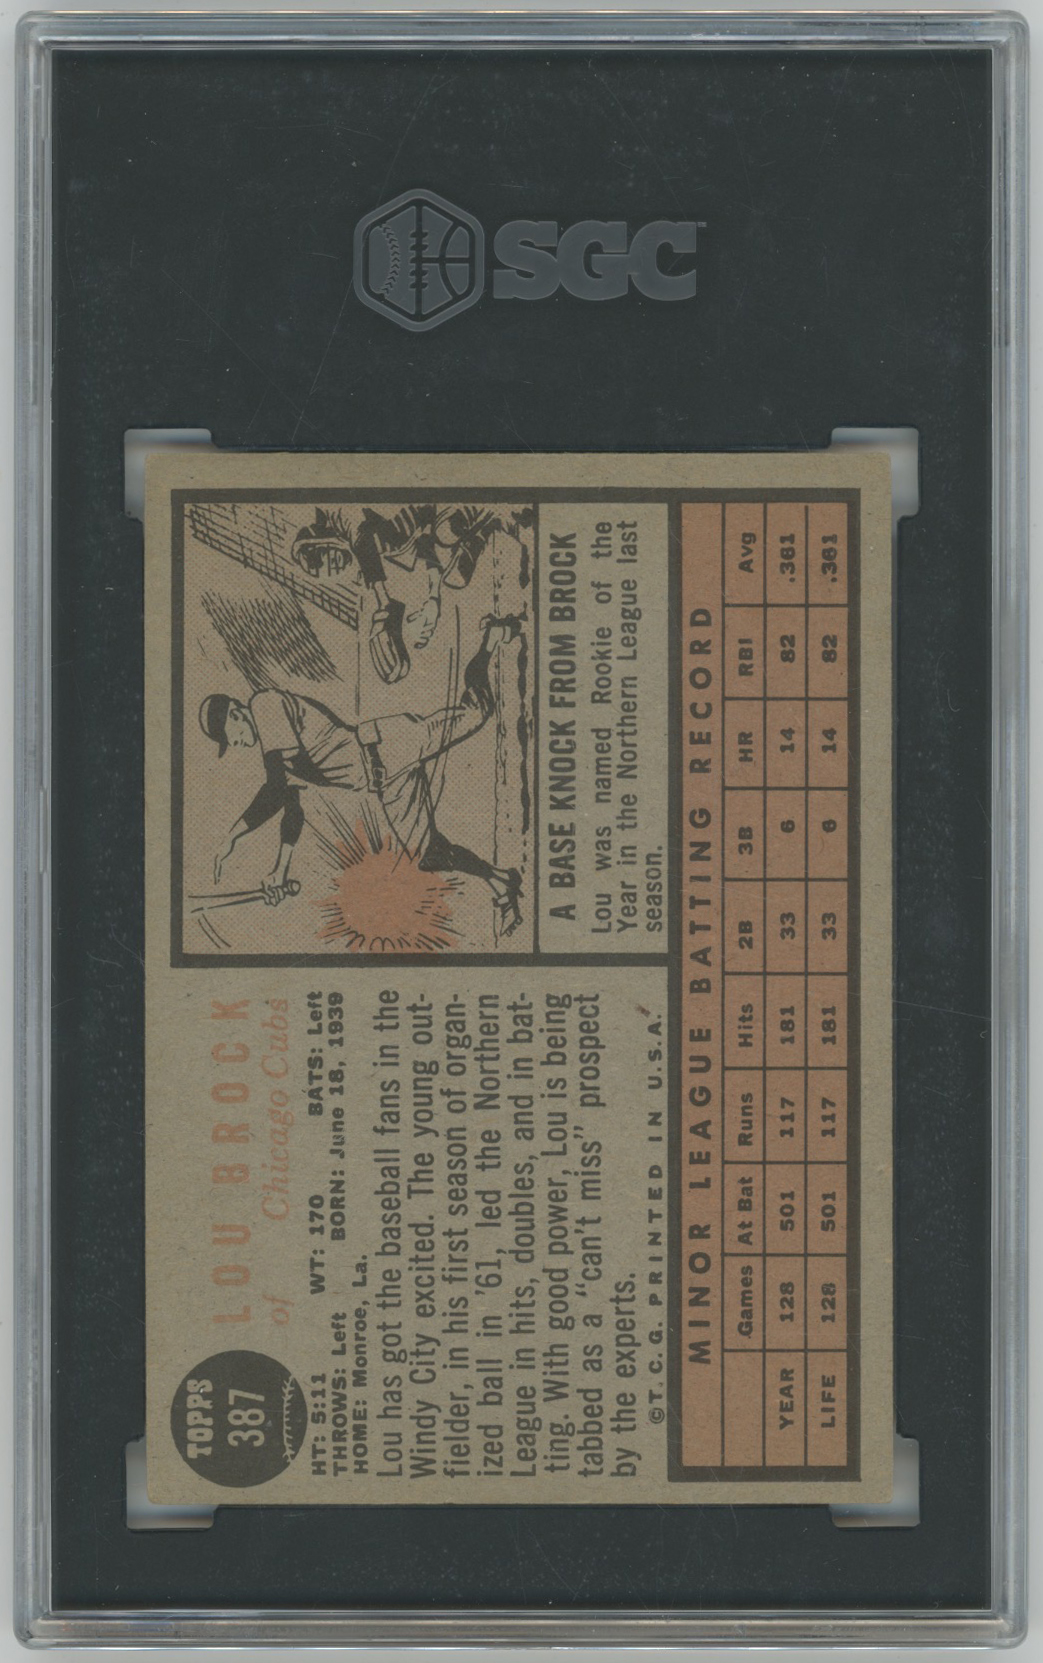 SGC
TOPPS
387
LOU BROCK
of Chicago Cubs
HT: 5:11 WT: 170 BATS: Left
THROWS: Left BORN: June 18, 1939
HOME: Monroe, La.
Lou has got the baseball fans in the
Windy City excited. The young out-
fielder, in his first season of organ-
ized ball in '61, led the Northern
League in hits, doubles, and in bat-
ting. With good power, Lou is being
tabbed as a "can't miss" prospect
by the experts.
©T.C.G. PRINTED IN U.S.A.
A BASE KNOCK FROM BROCK
Lou was named Rookie of the
Year in the Northern League last
season.
MINOR LEAGUE BATTING RECORD
Games At Bat Runs Hits 2B 3B HR RBI Avg
YEAR 128 501 117 181 33 6 14 82 .361
LIFE 128 501 117 181 33 6 14 82 .361